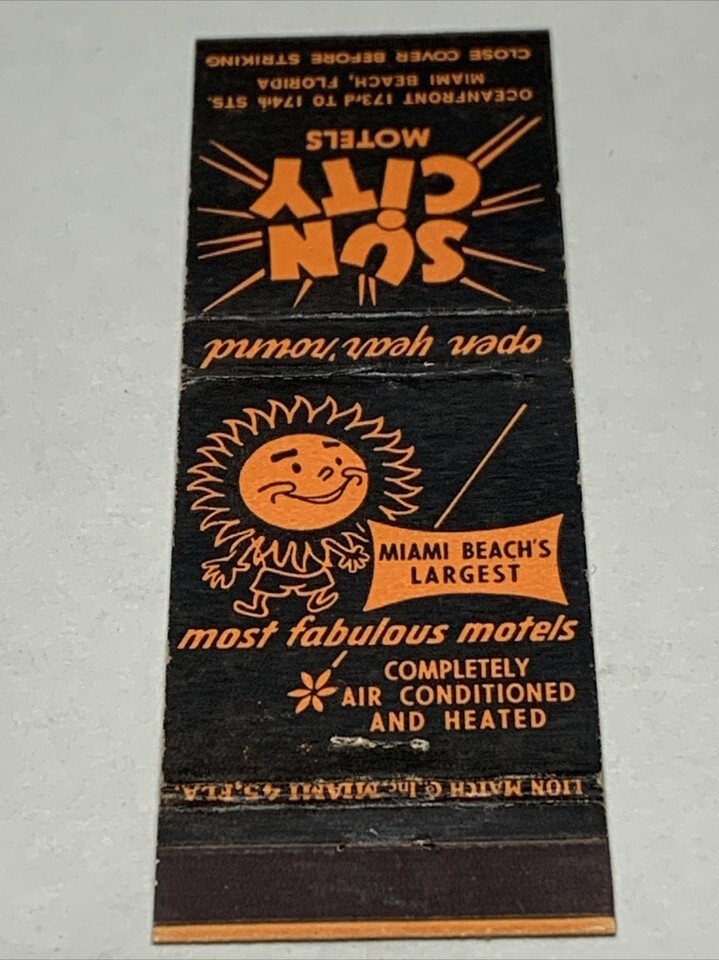 CLOSE COVER BEFORE STRIKING
MIAMI BEACH, FLORIDA
OCEANFRONT 173rd TO 174th STS.
MOTELS
SUN
CITY
open year 'round
MIAMI BEACH'S
LARGEST
most fabulous motels
COMPLETELY
AIR CONDITIONED
AND HEATED
LION MATCH C. Inc. MIAMI 45, FLA.